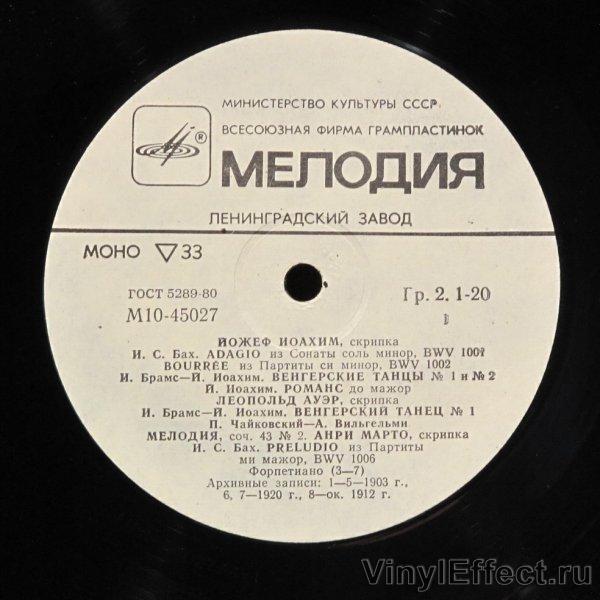 МИНИСТЕРСТВО КУЛЬТУРЫ СССР
ВСЕСОЮЗНАЯ ФИРМА ГРАМПЛАСТИНОК
®
МЕЛОДИЯ
ЛЕНИНГРАДСКИЙ ЗАВОД
МОНО ▽ 33
ГОСТ 5289-80
М10-45027
Гр. 2. 1-20
1
ЙОЖЕФ ИОАХИМ, скрипка
И. С. Бах. ADAGIO из Сонаты соль минор, BWV 1001
BOURRÉE из Партиты си минор, BWV 1002
И. Брамс—Й. Иоахим. ВЕНГЕРСКИЕ ТАНЦЫ № 1 и № 2
Й. Иоахим. РОМАНС до мажор
ЛЕОПОЛЬД АУЭР, скрипка
И. Брамс—Й. Иоахим. ВЕНГЕРСКИЙ ТАНЕЦ № 1
П. Чайковский—А. Вильгельми
МЕЛОДИЯ, соч. 43 № 2. АНРИ МАРТО, скрипка
И. С. Бах. PRELUDIO из Партиты
ми мажор, BWV 1006
Форпетиано (3—7)
Архивные записи: 1—5—1903 г.,
6, 7—1920 г., 8—ок. 1912 г.
VinylEffect.ru